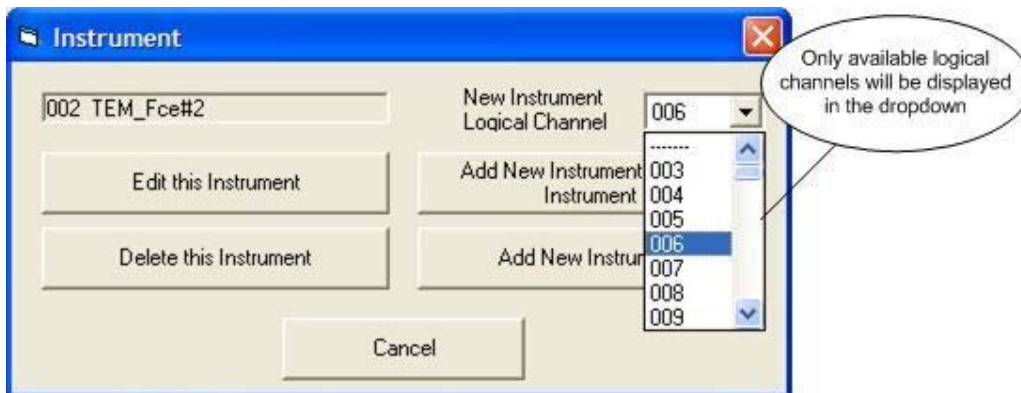 Instrument
Only available logical
channels will be displayed
in the dropdown
002 TEM_Fce#2
New Instrument
Logical Channel
006
-------
003
004
005
006
007
008
009
Edit this Instrument
Add New Instrument
Instrument
Delete this Instrument
Add New Instrum
Cancel